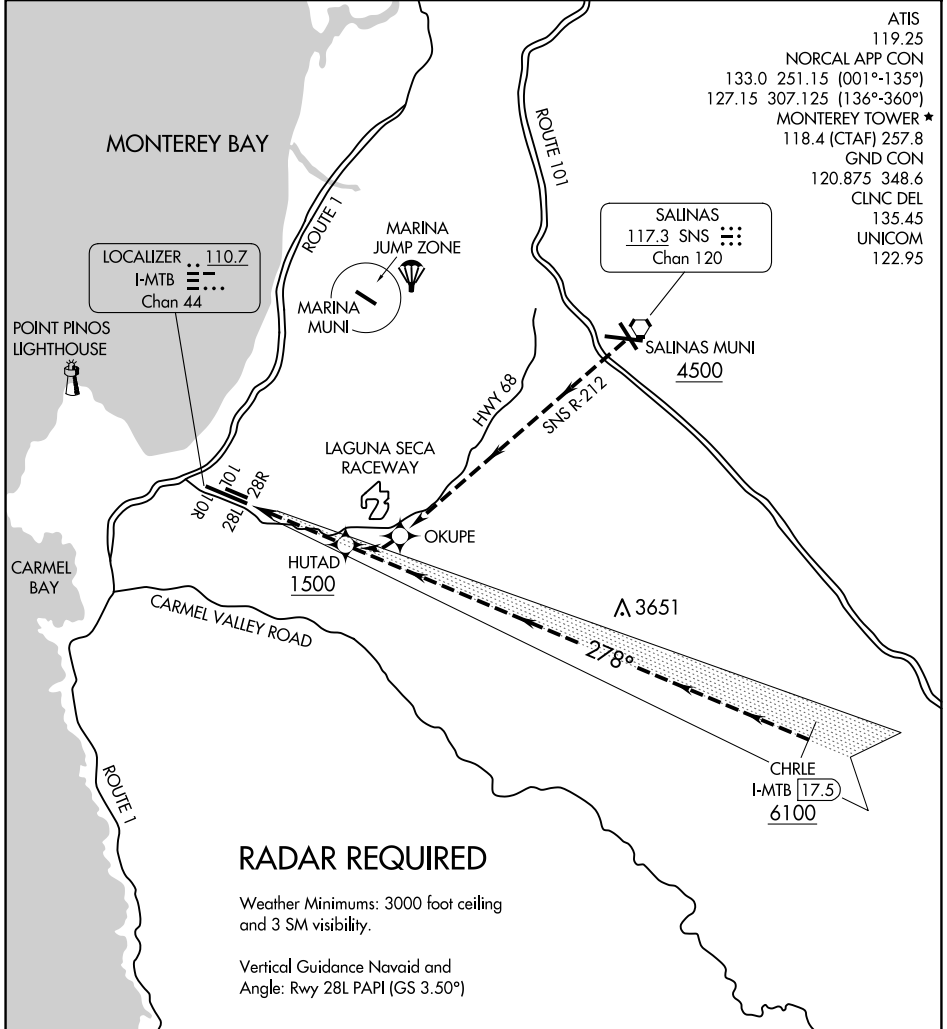 ATIS
119.25
NORCAL APP CON
133.0 251.15 (001°-135°)
127.15 307.125 (136°-360°)
MONTEREY TOWER ★
118.4 (CTAF) 257.8
GND CON
120.875 348.6
CLNC DEL
135.45
UNICOM
122.95
MONTEREY BAY
ROUTE 1
ROUTE 101
SALINAS
117.3 SNS
Chan 120
MARINA
JUMP ZONE
MARINA
MUNI
LOCALIZER 110.7
I-MTB
Chan 44
POINT PINOS
LIGHTHOUSE
SALINAS MUNI
4500
HWY 68
SNS R-212
LAGUNA SECA
RACEWAY
10L
28R
10R
28L
OKUPE
HUTAD
1500
CARMEL
BAY
CARMEL VALLEY ROAD
3651
278°
CHRLE
I-MTB 17.5
6100
ROUTE 1
RADAR REQUIRED
Weather Minimums: 3000 foot ceiling
and 3 SM visibility.
Vertical Guidance Navaid and
Angle: Rwy 28L PAPI (GS 3.50°)